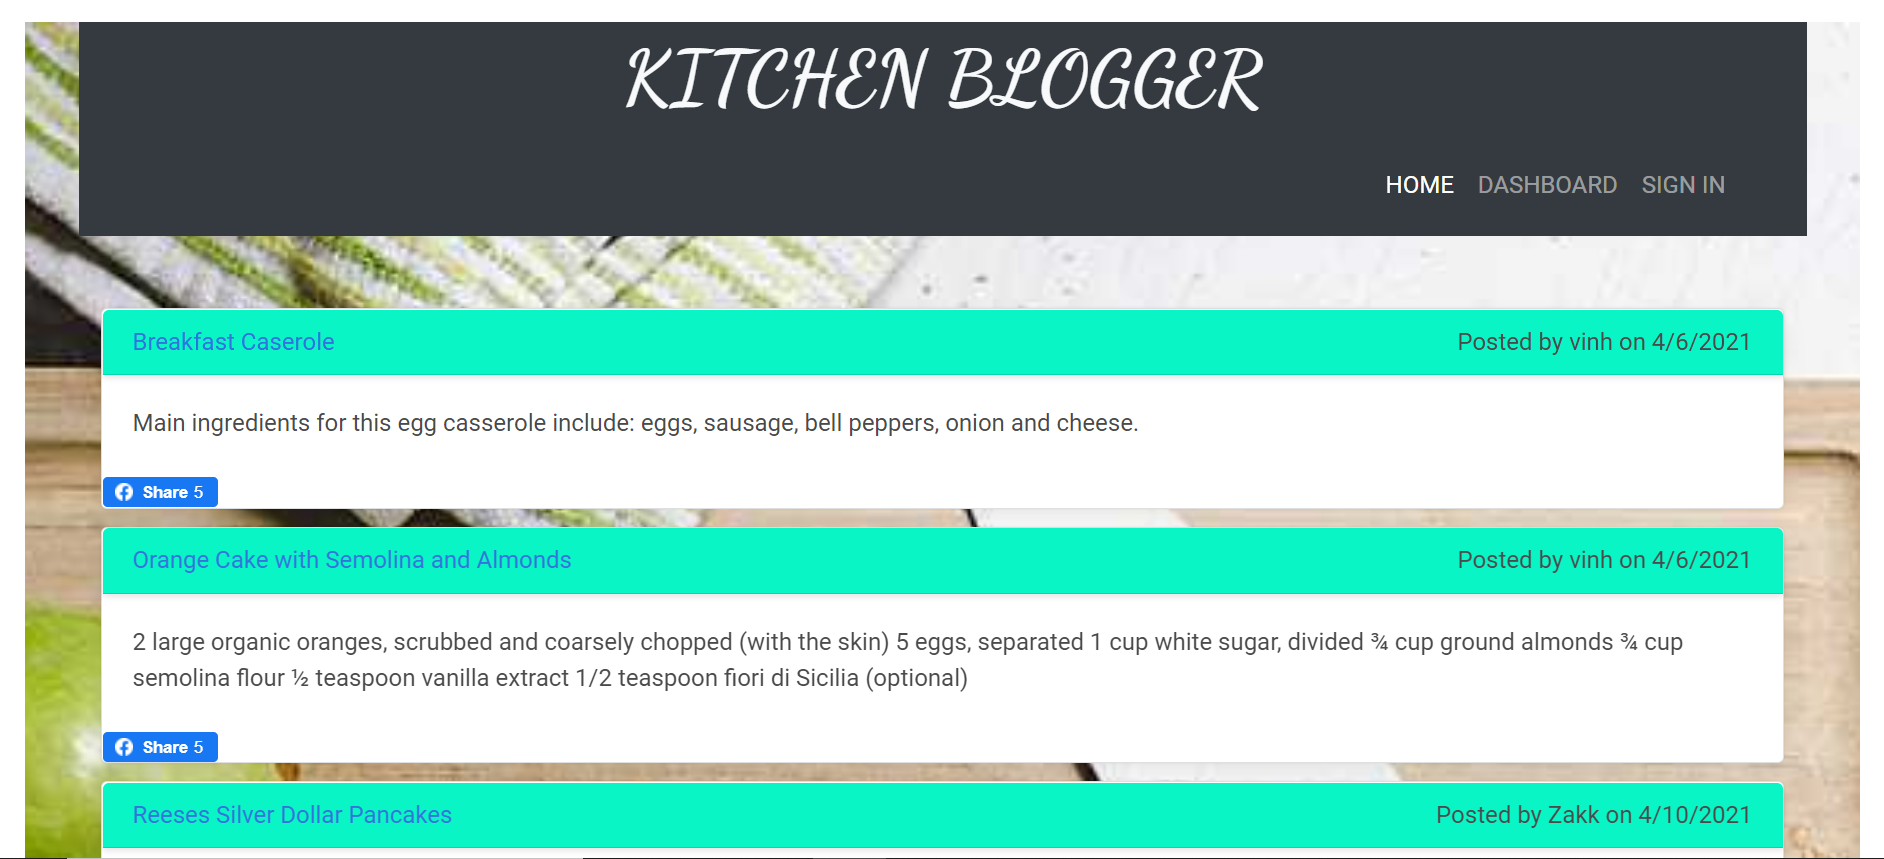 KITCHEN BLOGGER
HOME DASHBOARD SIGN IN
Breakfast Caserole Posted by vinh on 4/6/2021
Main ingredients for this egg casserole include: eggs, sausage, bell peppers, onion and cheese.
Share 5
Orange Cake with Semolina and Almonds Posted by vinh on 4/6/2021
2 large organic oranges, scrubbed and coarsely chopped (with the skin) 5 eggs, separated 1 cup white sugar, divided ¾ cup ground almonds ¾ cup
semolina flour ½ teaspoon vanilla extract 1/2 teaspoon fiori di Sicilia (optional)
Share 5
Reeses Silver Dollar Pancakes Posted by Zakk on 4/10/2021